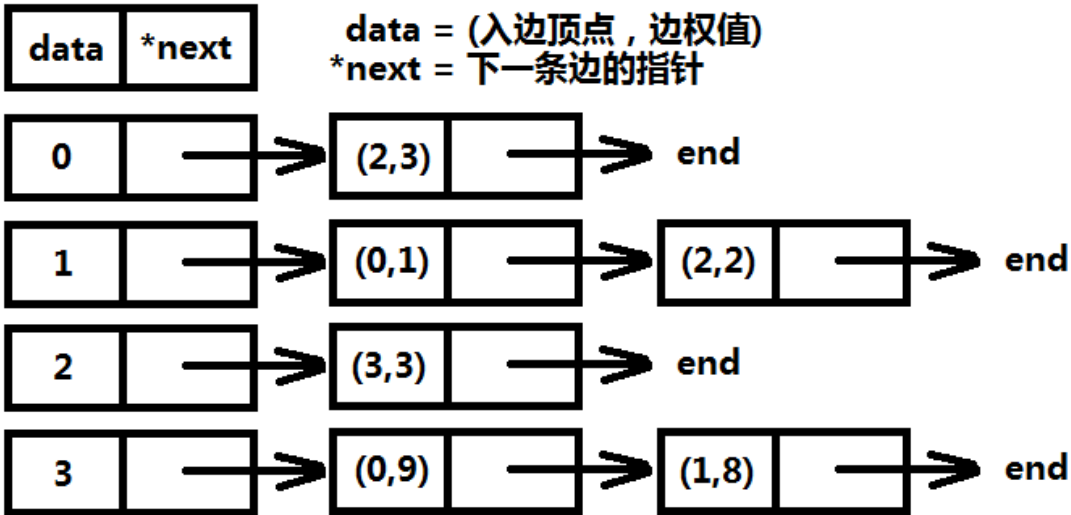 data *next
data = (入边顶点，边权值)
*next = 下一条边的指针
0 (2,3) end
1 (0,1) (2,2) end
2 (3,3) end
3 (0,9) (1,8) end